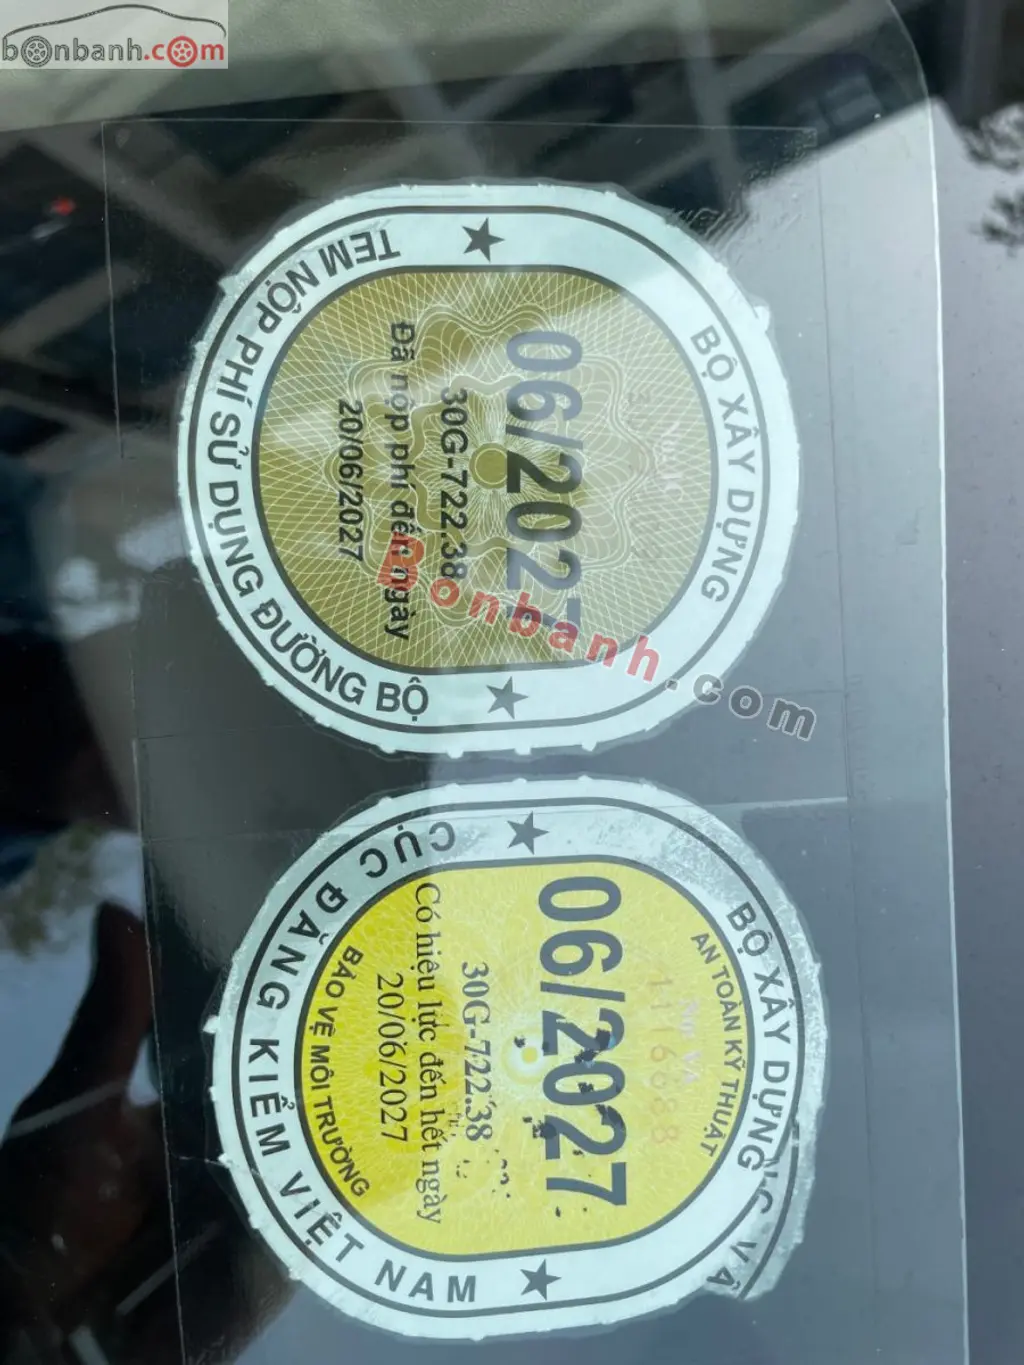 bonbanh.com
BỘ XÂY DỰNG
06/2027
30G-722.38
Đã nộp phí đến ngày
20/06/2027
TEM NỘP PHÍ SỬ DỤNG ĐƯỜNG BỘ
Bonbanh.com
BỘ XÂY DỰNG
AN TOÀN KỸ THUẬT
06/2027
30G-722.38
Có hiệu lực đến hết ngày
20/06/2027
BẢO VỆ MÔI TRƯỜNG
CỤC ĐĂNG KIỂM VIỆT NAM